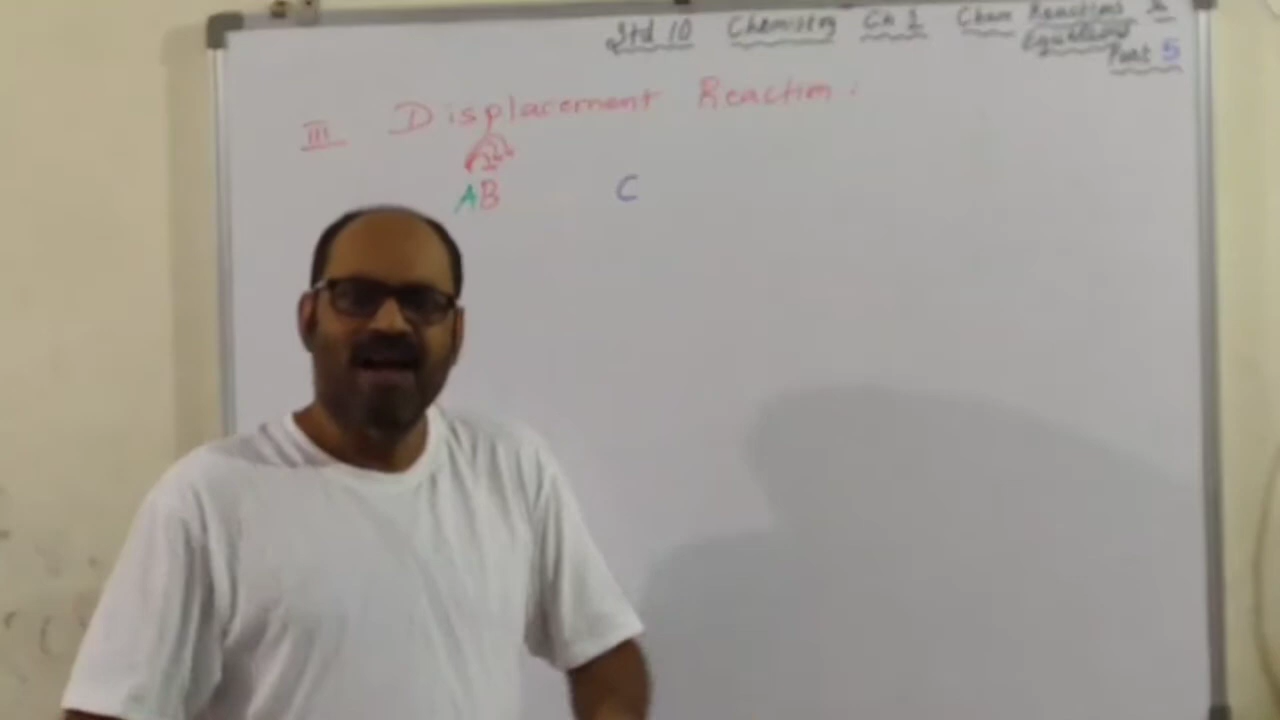 Std 10 Chemistry Ch 1 Chem Reactions &
Equations
Part 5
III Displacement Reaction :
AB C